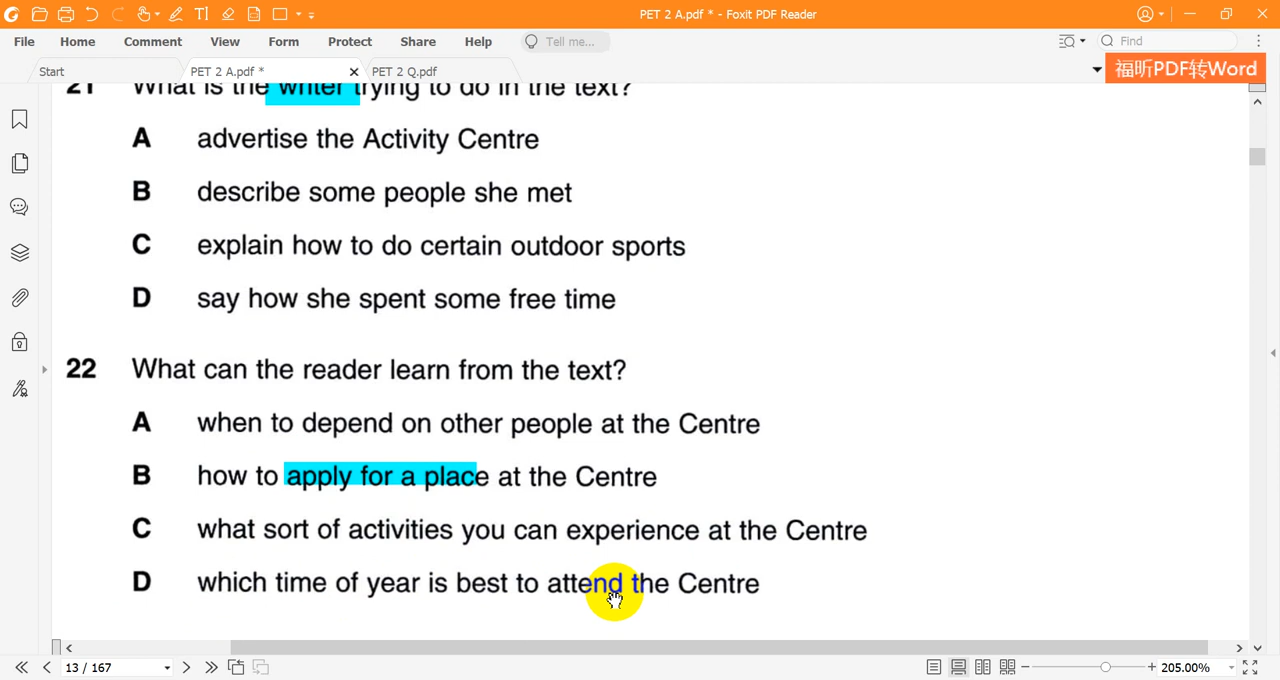 PET 2 A.pdf * - Foxit PDF Reader
File Home Comment View Form Protect Share Help Tell me... Find
Start PET 2 A.pdf * PET 2 Q.pdf 福昕PDF转Word
21 What is the writer trying to do in the text?
A advertise the Activity Centre
B describe some people she met
C explain how to do certain outdoor sports
D say how she spent some free time
22 What can the reader learn from the text?
A when to depend on other people at the Centre
B how to apply for a place at the Centre
C what sort of activities you can experience at the Centre
D which time of year is best to attend the Centre
13 / 167 205.00%